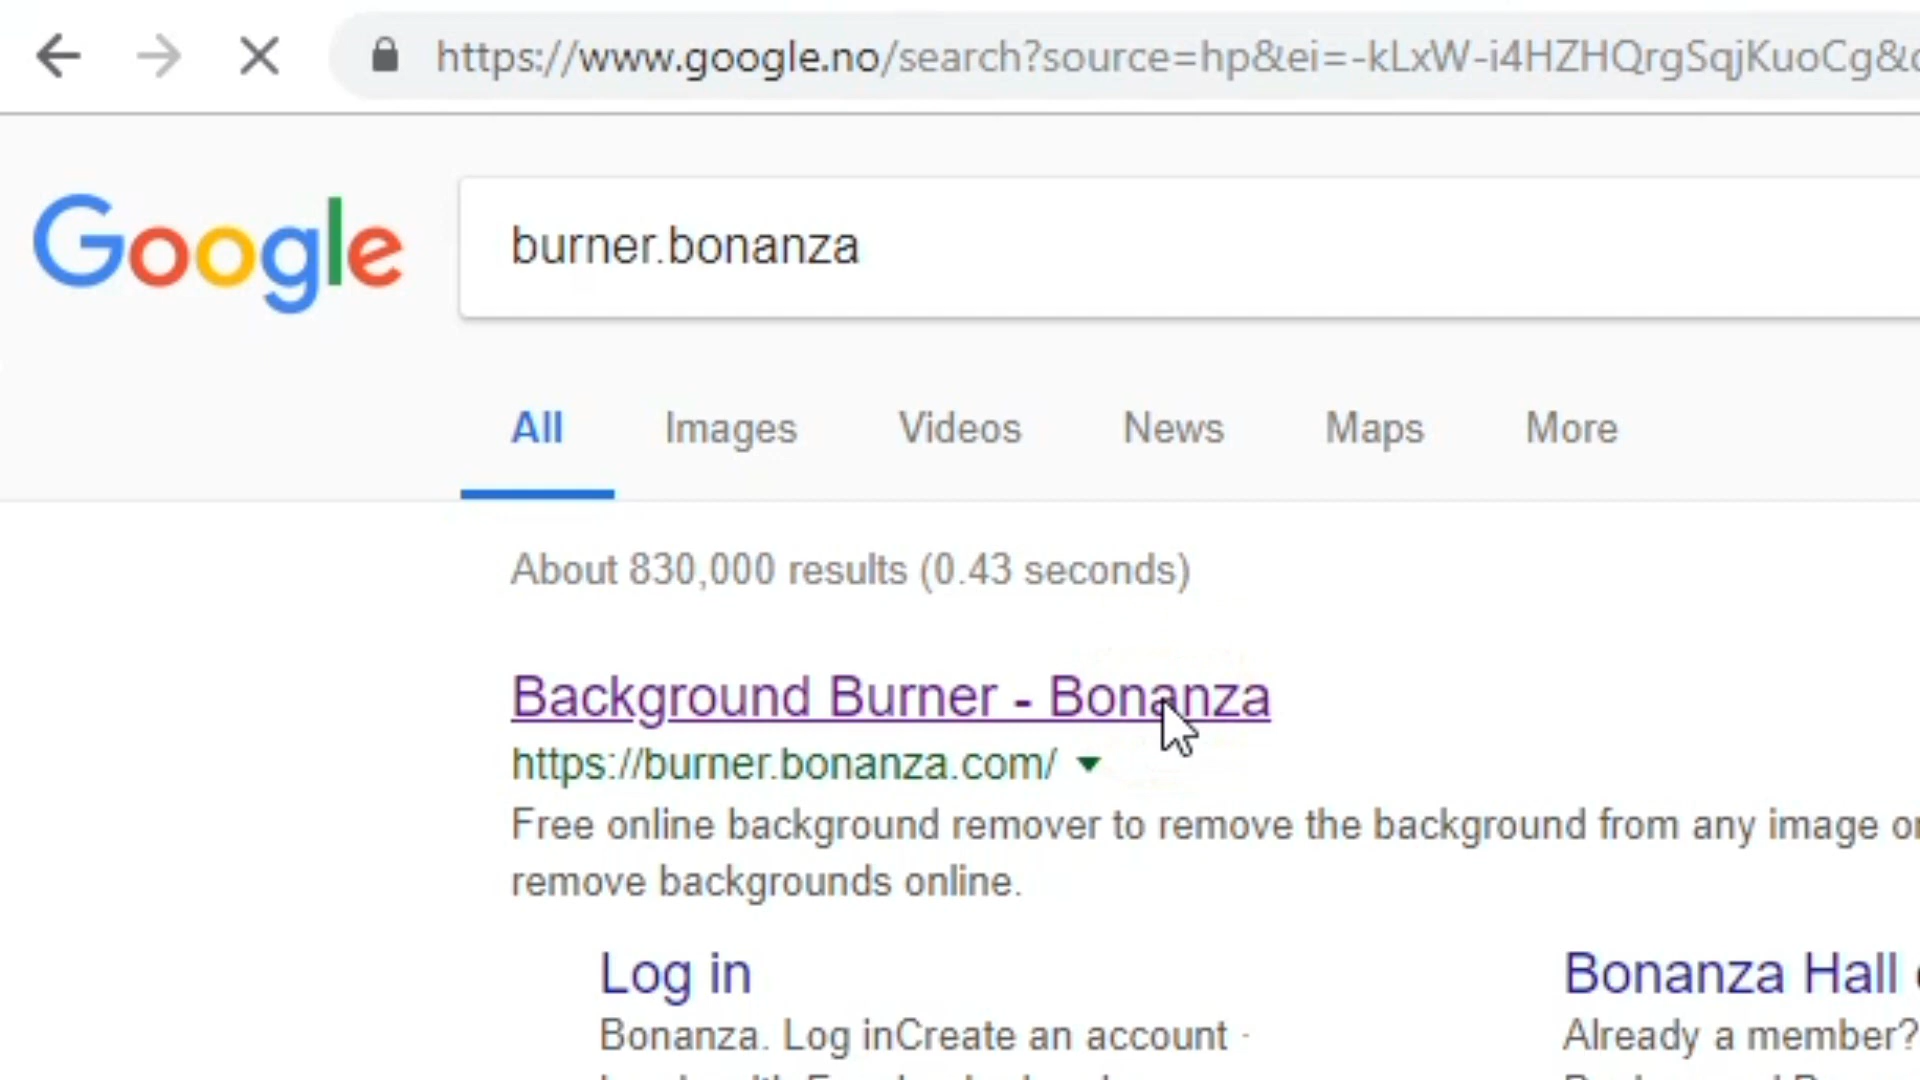 https://www.google.no/search?source=hp&ei=-kLxW-i4HZHQrgSqjKuoCg&
Google
burner.bonanza
All Images Videos News Maps More
About 830,000 results (0.43 seconds)
Background Burner - Bonanza
https://burner.bonanza.com/
Free online background remover to remove the background from any image or
remove backgrounds online.
Log in Bonanza Hall
Bonanza. Log inCreate an account · Already a member?